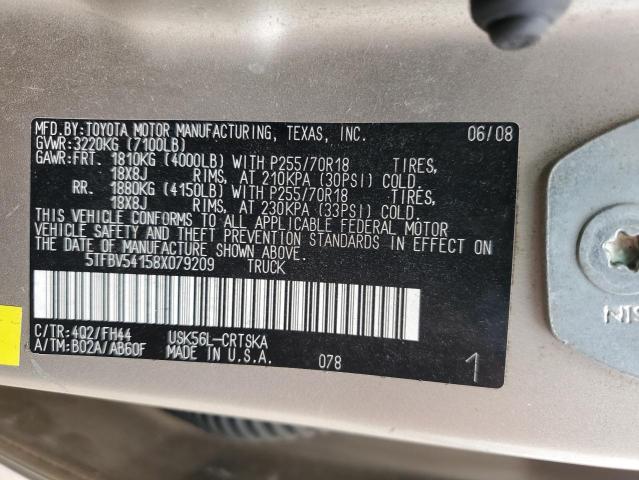 MFD.BY:TOYOTA MOTOR MANUFACTURING, TEXAS, INC. 06/08
GVWR:3220KG (7100LB)
GAWR:FRT. 1810KG (4000LB) WITH P255/70R18 TIRES,
18X8J RIMS, AT 210KPA (30PSI) COLD.
RR. 1880KG (4150LB) WITH P255/70R18 TIRES,
18X8J RIMS, AT 230KPA (33PSI) COLD.
THIS VEHICLE CONFORMS TO ALL APPLICABLE FEDERAL MOTOR
VEHICLE SAFETY AND THEFT PREVENTION STANDARDS IN EFFECT ON
THE DATE OF MANUFACTURE SHOWN ABOVE.
5TFBV54158X079209 TRUCK
C/TR:4Q2/FH44 USK56L-CRTSKA
A/TM:B02A/AB60F MADE IN U.S.A. 078 1